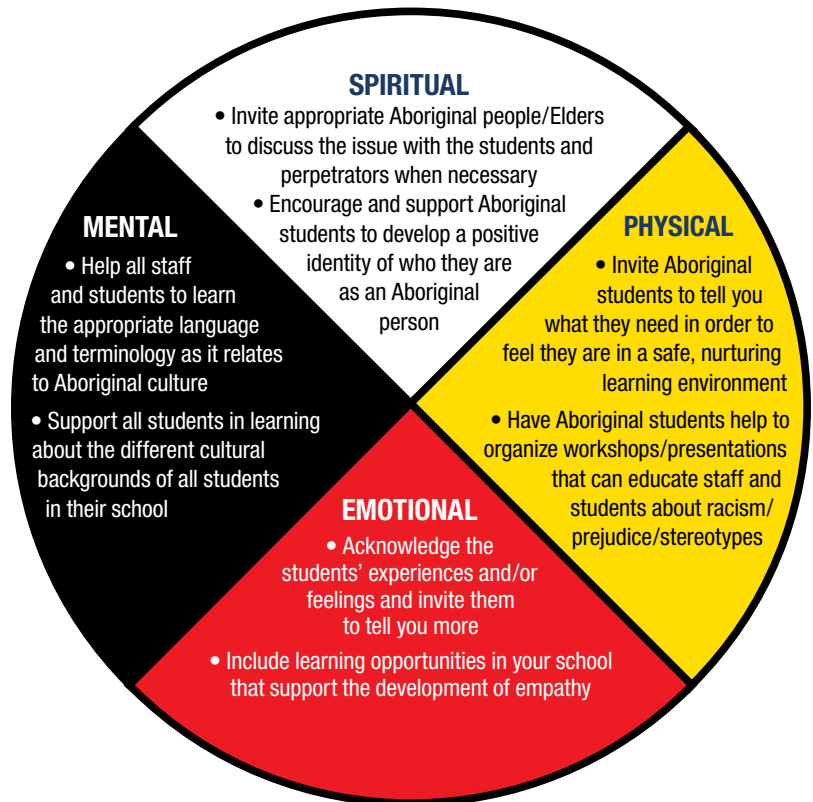 SPIRITUAL
• Invite appropriate Aboriginal people/Elders
to discuss the issue with the students and
perpetrators when necessary
• Encourage and support Aboriginal
students to develop a positive
identity of who they are
as an Aboriginal
person
MENTAL
• Help all staff
and students to learn
the appropriate language
and terminology as it relates
to Aboriginal culture
• Support all students in learning
about the different cultural
backgrounds of all students
in their school
PHYSICAL
• Invite Aboriginal
students to tell you
what they need in order to
feel they are in a safe, nurturing
learning environment
• Have Aboriginal students help to
organize workshops/presentations
that can educate staff and
students about racism/
prejudice/stereotypes
EMOTIONAL
• Acknowledge the
students’ experiences and/or
feelings and invite them
to tell you more
• Include learning opportunities in your school
that support the development of empathy